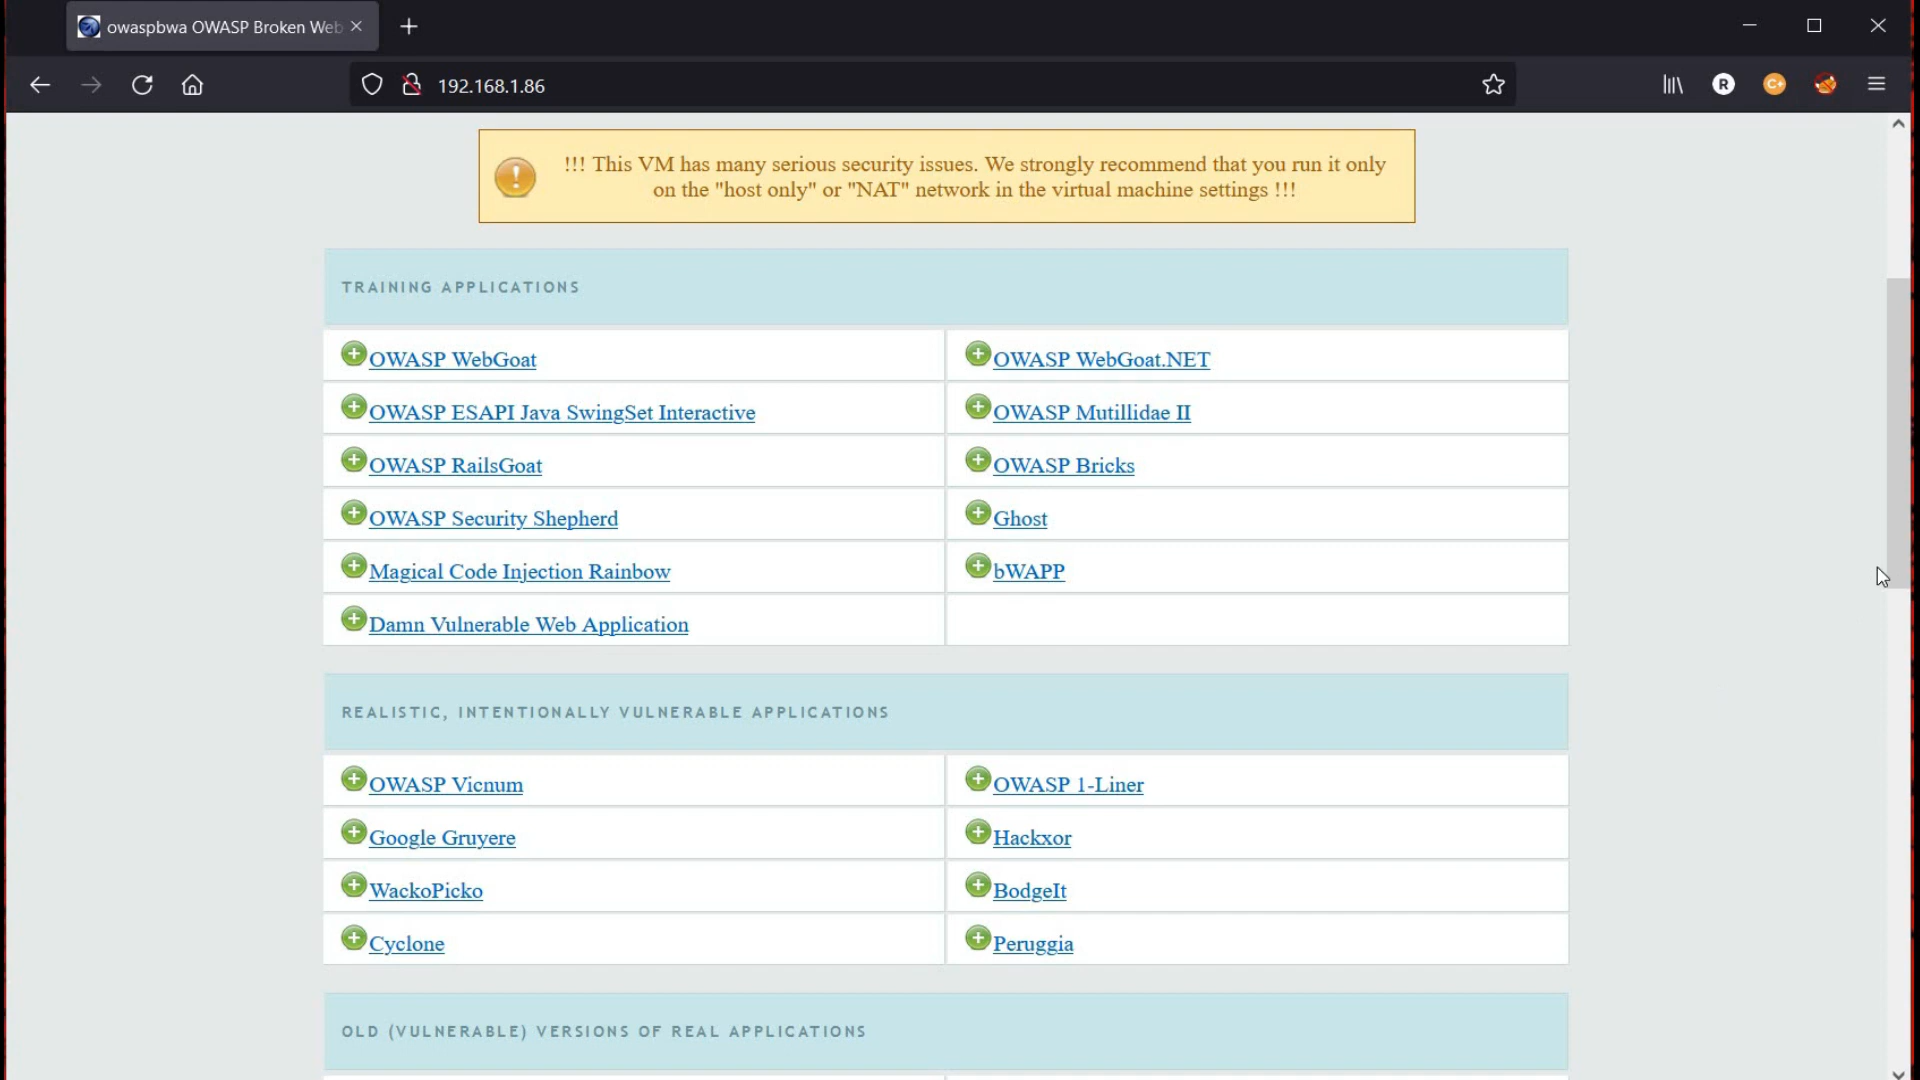 owaspbwa OWASP Broken Web
192.168.1.86
R
C+
!!! This VM has many serious security issues. We strongly recommend that you run it only
on the "host only" or "NAT" network in the virtual machine settings !!!
TRAINING APPLICATIONS
OWASP WebGoat
OWASP WebGoat.NET
OWASP ESAPI Java SwingSet Interactive
OWASP Mutillidae II
OWASP RailsGoat
OWASP Bricks
OWASP Security Shepherd
Ghost
Magical Code Injection Rainbow
bWAPP
Damn Vulnerable Web Application
REALISTIC, INTENTIONALLY VULNERABLE APPLICATIONS
OWASP Vicnum
OWASP 1-Liner
Google Gruyere
Hackxor
WackoPicko
BodgeIt
Cyclone
Peruggia
OLD (VULNERABLE) VERSIONS OF REAL APPLICATIONS